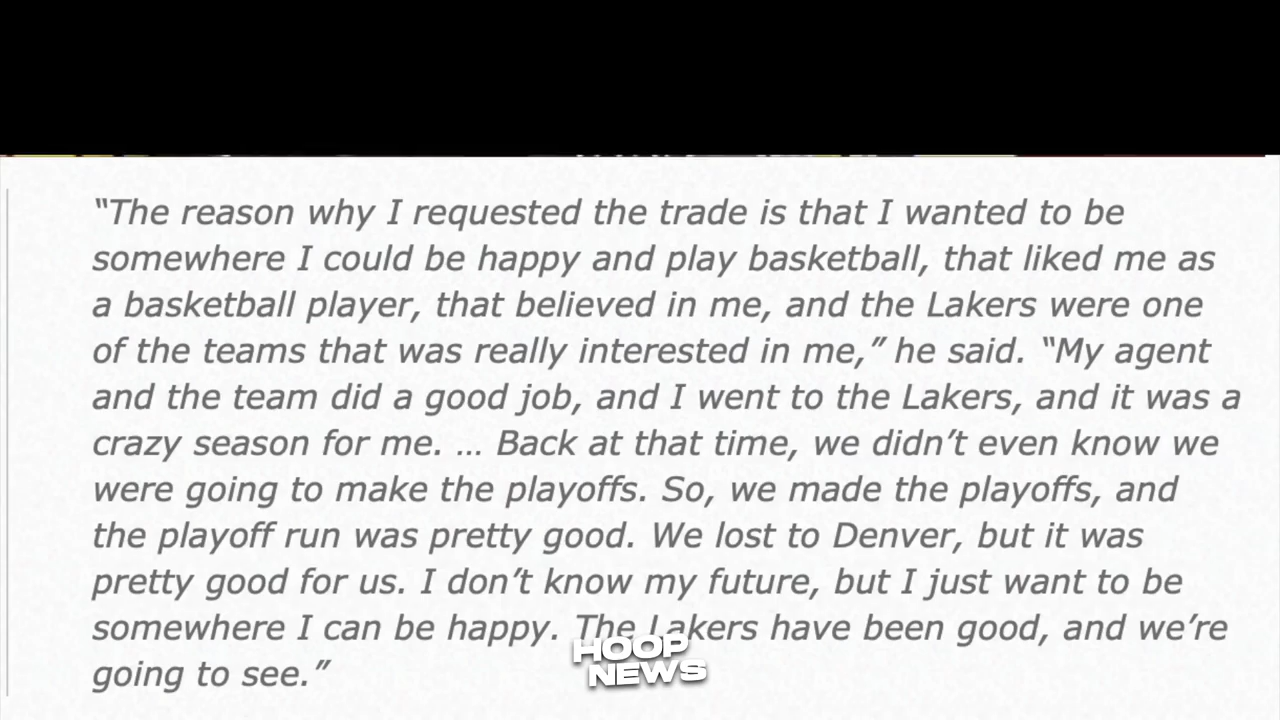 “The reason why I requested the trade is that I wanted to be
somewhere I could be happy and play basketball, that liked me as
a basketball player, that believed in me, and the Lakers were one
of the teams that was really interested in me,” he said. “My agent
and the team did a good job, and I went to the Lakers, and it was a
crazy season for me. … Back at that time, we didn’t even know we
were going to make the playoffs. So, we made the playoffs, and
the playoff run was pretty good. We lost to Denver, but it was
pretty good for us. I don’t know my future, but I just want to be
somewhere I can be happy. The Lakers have been good, and we’re
going to see.”
HOOP
NEWS